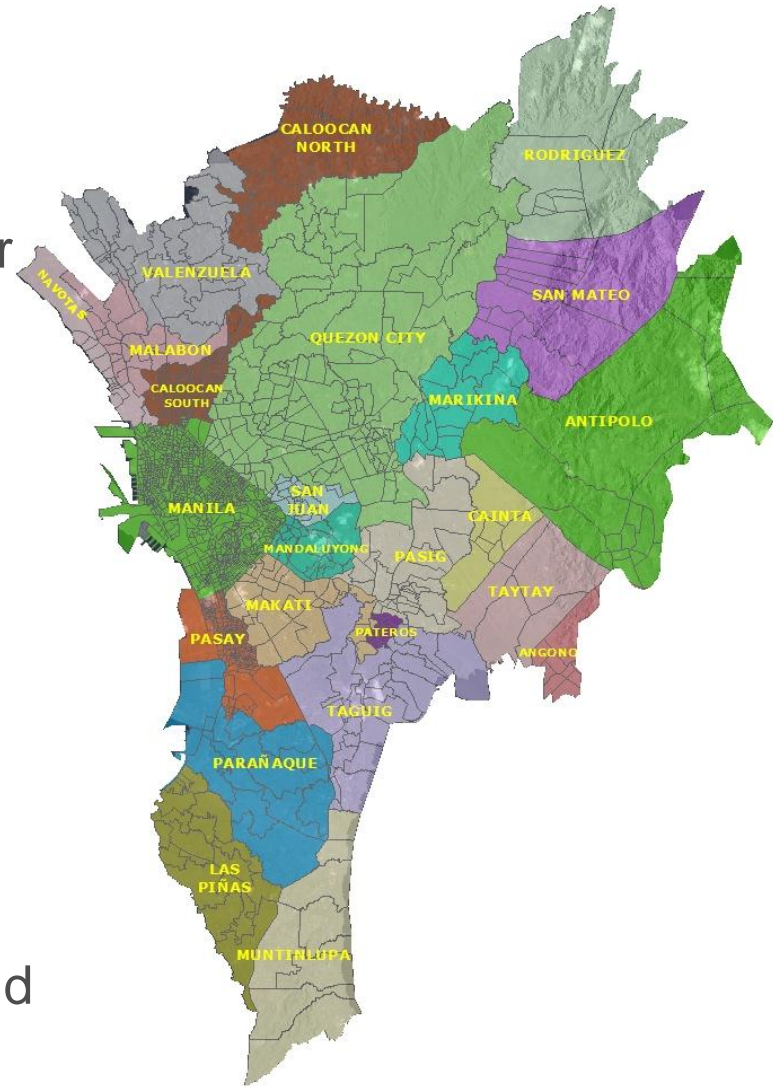 CALOOCAN
NORTH
RODRIGUEZ
r
VALENZUELA
NAVOTAS
SAN MATEO
QUEZON CITY
MALABON
CALOOCAN
SOUTH
MARIKINA
ANTIPOLO
SAN
JUAN
MANILA
CAINTA
MANDALUYONG
PASIG
TAYTAY
MAKATI
PATEROS
PASAY
ANGONO
TAGUIG
PARAÑAQUE
LAS
PIÑAS
MUNTINLUPA
d